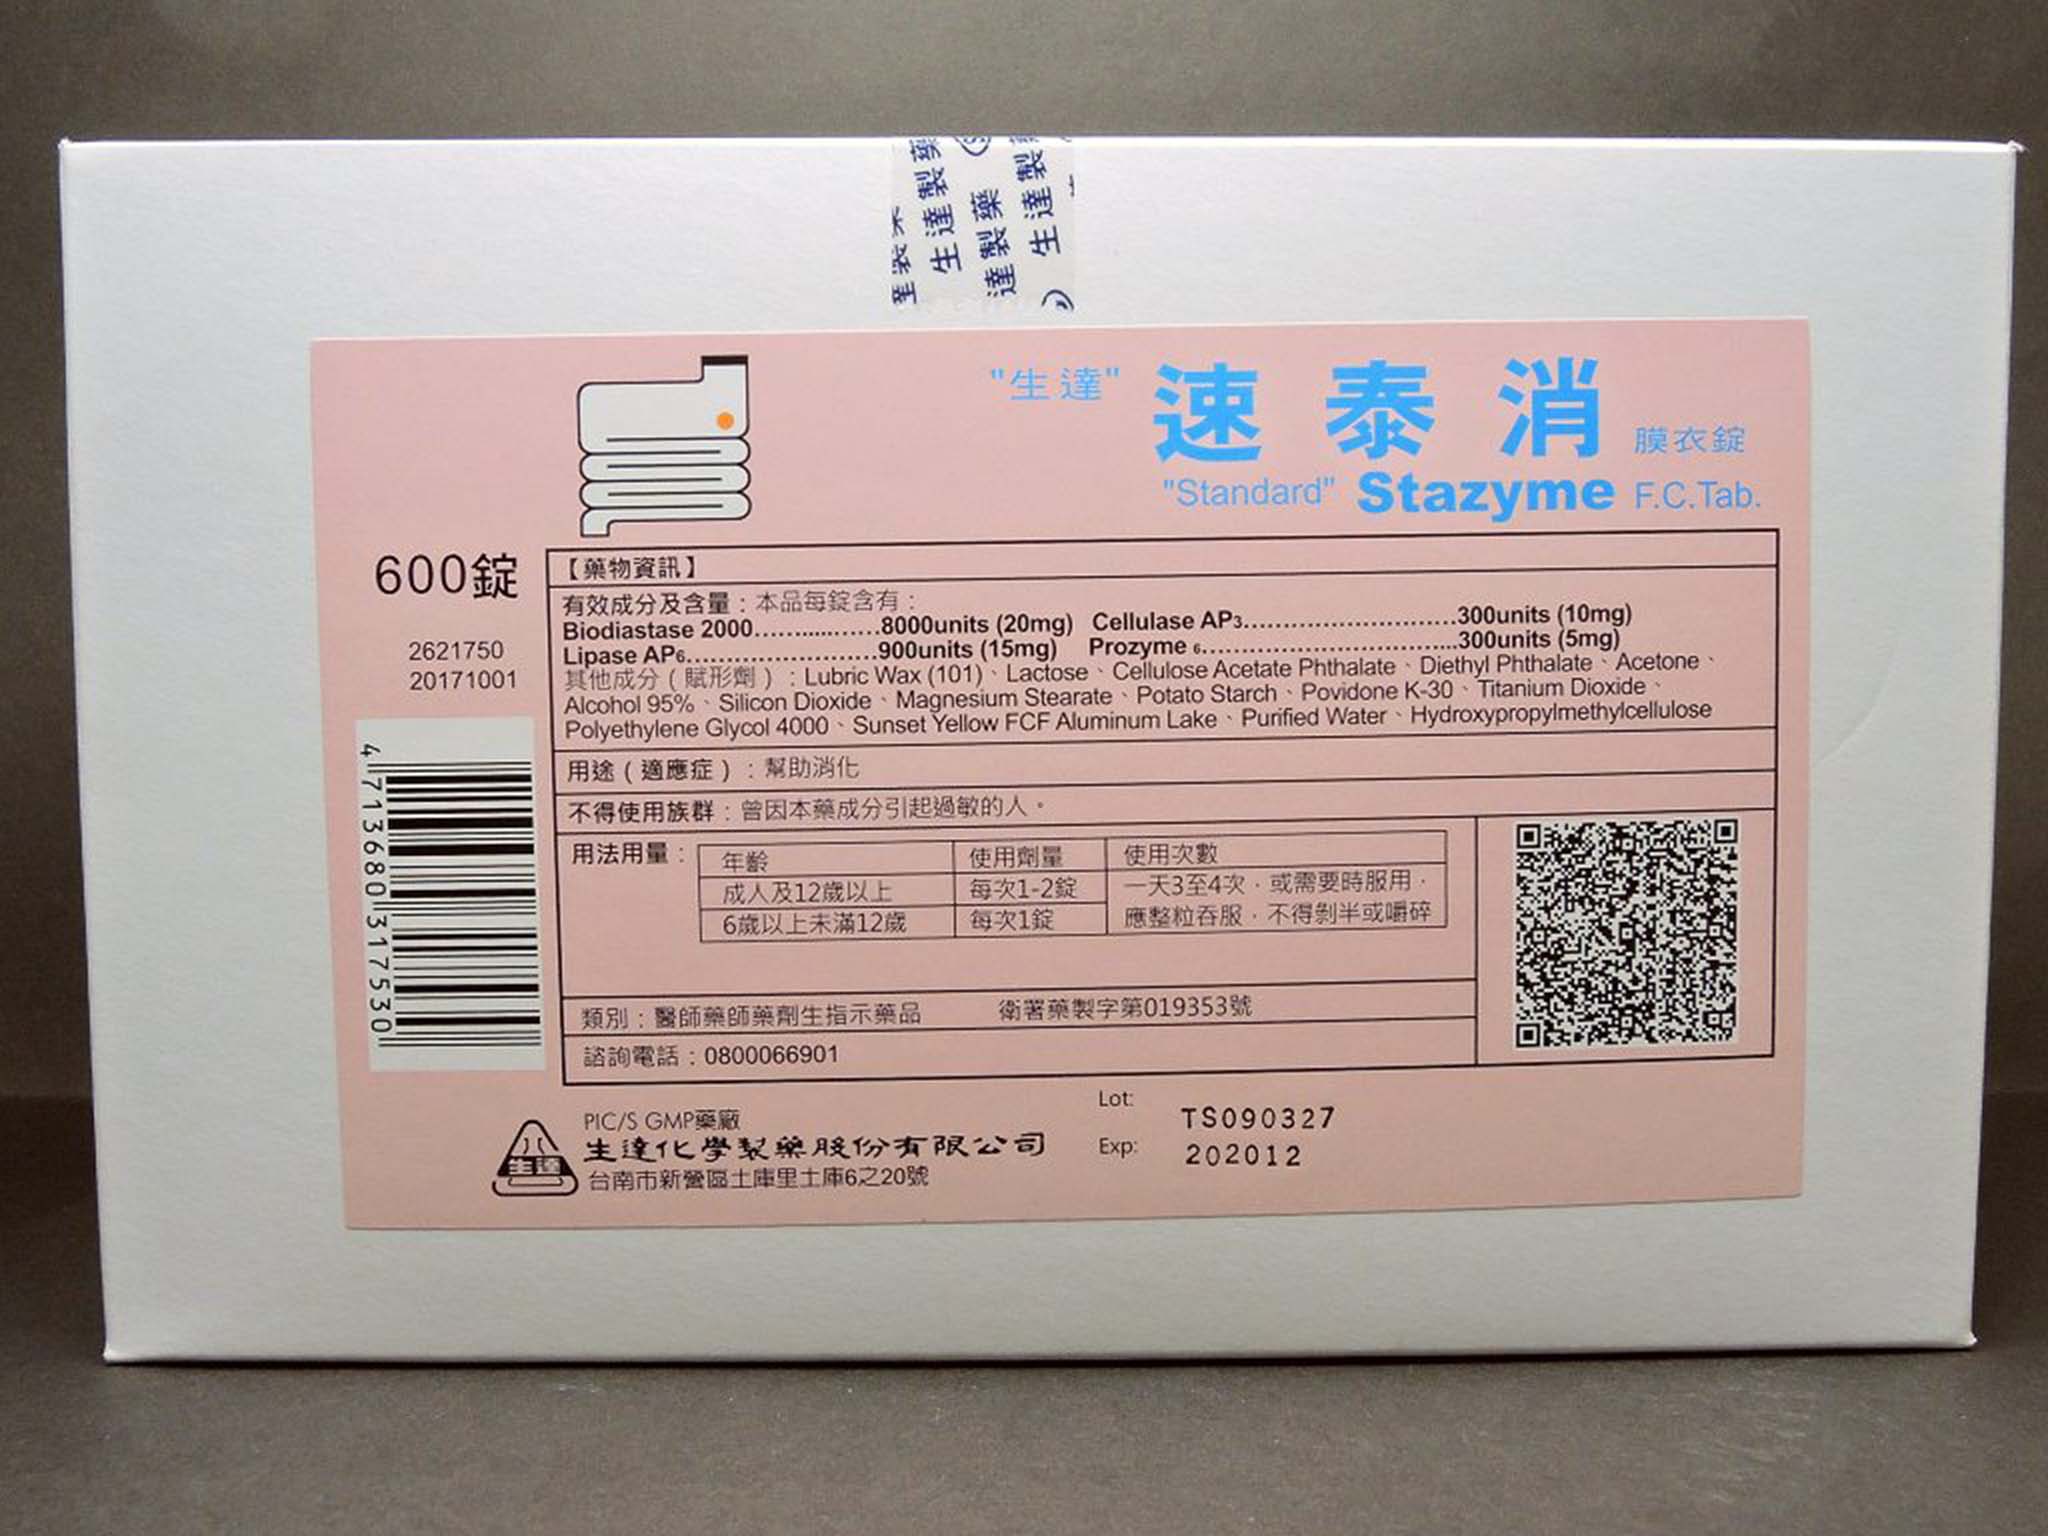 生達製藥
達製藥
生達製
"生達" 速泰消 膜衣錠
"Standard" Stazyme F.C.Tab.
600錠
2621750
20171001
4 713680 317530
【藥物資訊】
有效成分及含量：本品每錠含有：
Biodiastase 2000..............8000units (20mg) Cellulase AP3...........................300units (10mg)
Lipase AP6........................900units (15mg) Prozyme 6...................................300units (5mg)
其他成分（賦形劑）：Lubric Wax (101)、Lactose、Cellulose Acetate Phthalate、Diethyl Phthalate、Acetone、
Alcohol 95%、Silicon Dioxide、Magnesium Stearate、Potato Starch、Povidone K-30、Titanium Dioxide、
Polyethylene Glycol 4000、Sunset Yellow FCF Aluminum Lake、Purified Water、Hydroxypropylmethylcellulose
用途（適應症）：幫助消化
不得使用族群：曾因本藥成分引起過敏的人。
用法用量：
年齡 使用劑量 使用次數
成人及12歲以上 每次1-2錠 一天3至4次，或需要時服用，
6歲以上未滿12歲 每次1錠 應整粒吞服，不得剝半或嚼碎
類別：醫師藥師藥劑生指示藥品 衛署藥製字第019353號
諮詢電話：0800066901
PIC/S GMP藥廠
生達
生達化學製藥股份有限公司
台南市新營區土庫里土庫6之20號
Lot: TS090327
Exp: 202012